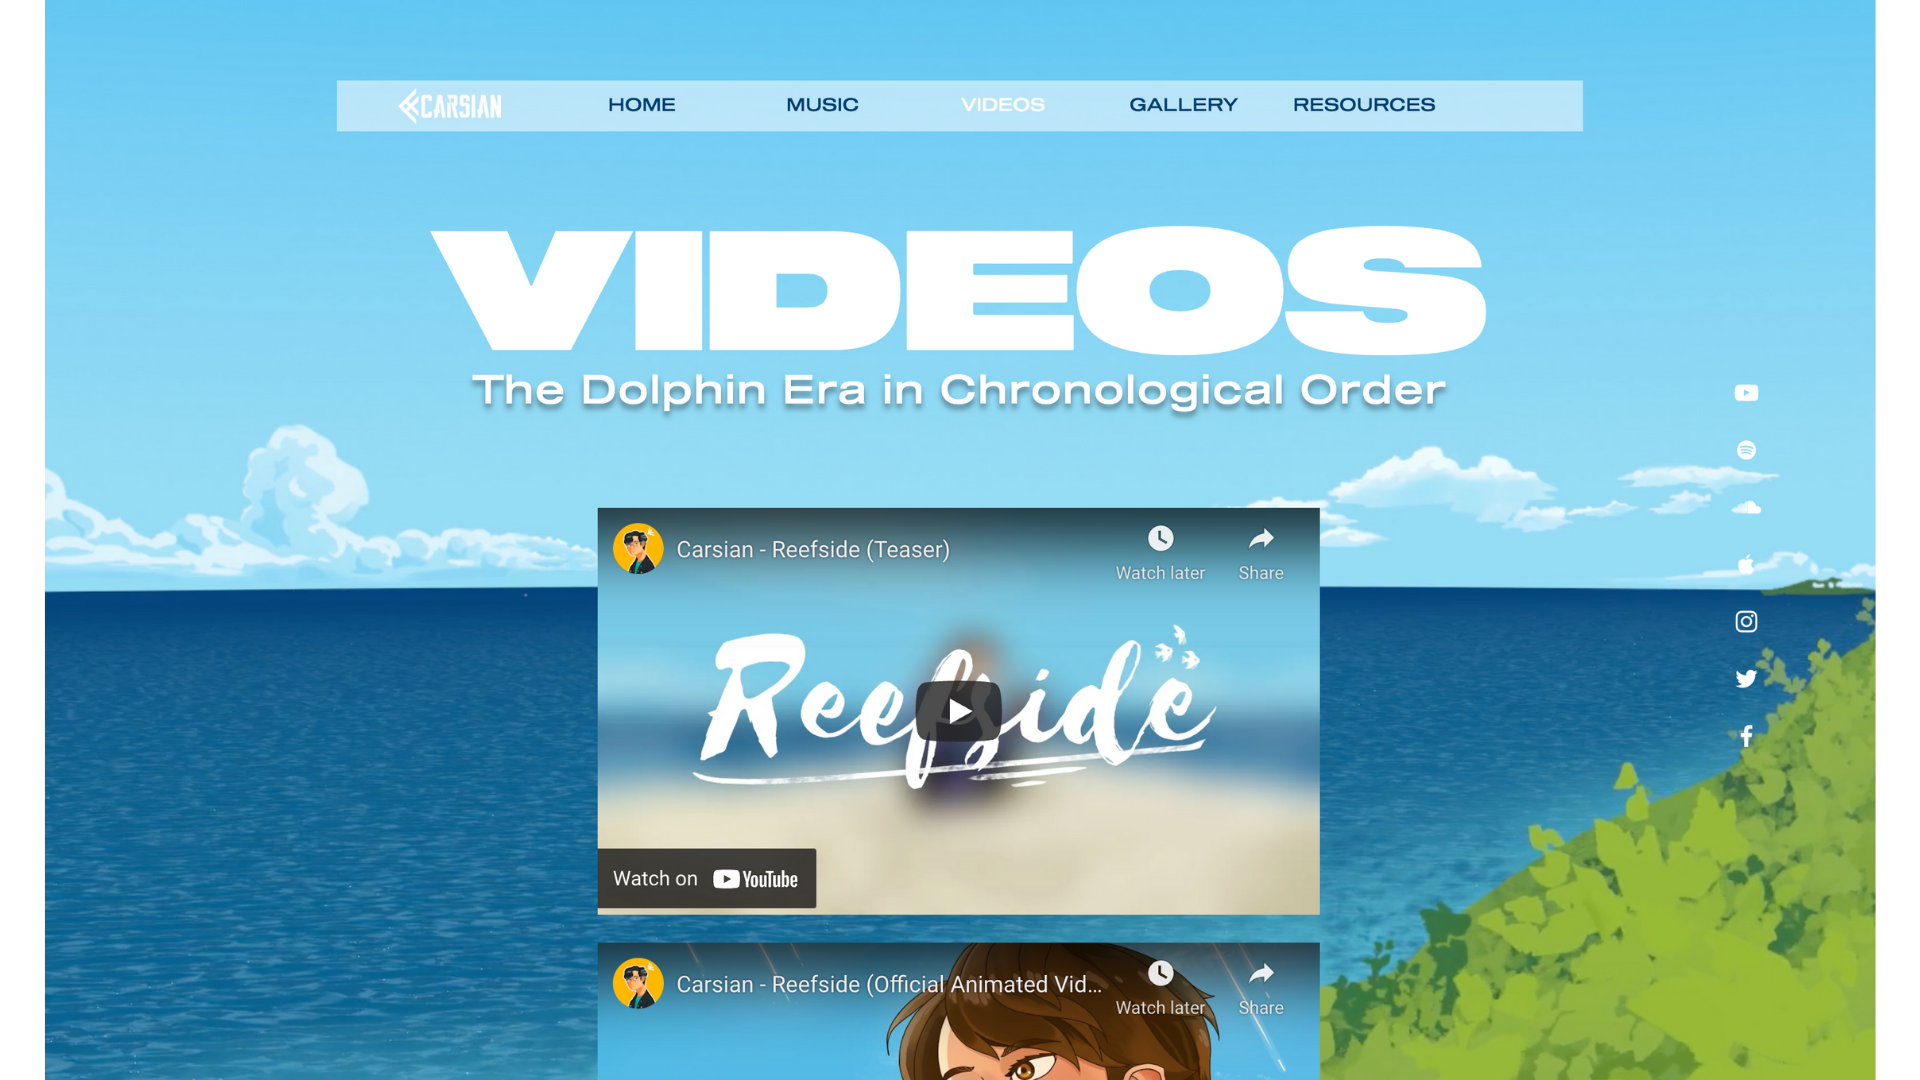 CARSIAN HOME MUSIC VIDEOS GALLERY RESOURCES
VIDEOS
The Dolphin Era in Chronological Order
Carsian - Reefside (Teaser)
Watch later Share
Reefside
Watch on YouTube
Carsian - Reefside (Official Animated Vid...
Watch later Share